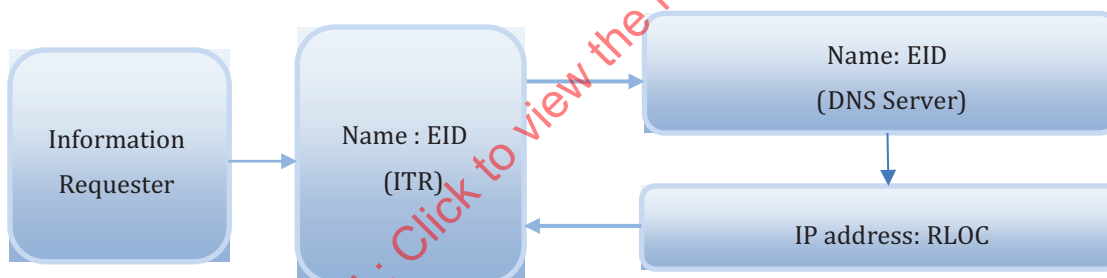 Information
Requester
Name : EID
(ITR)
Name: EID
(DNS Server)
IP address: RLOC
: Click to view the